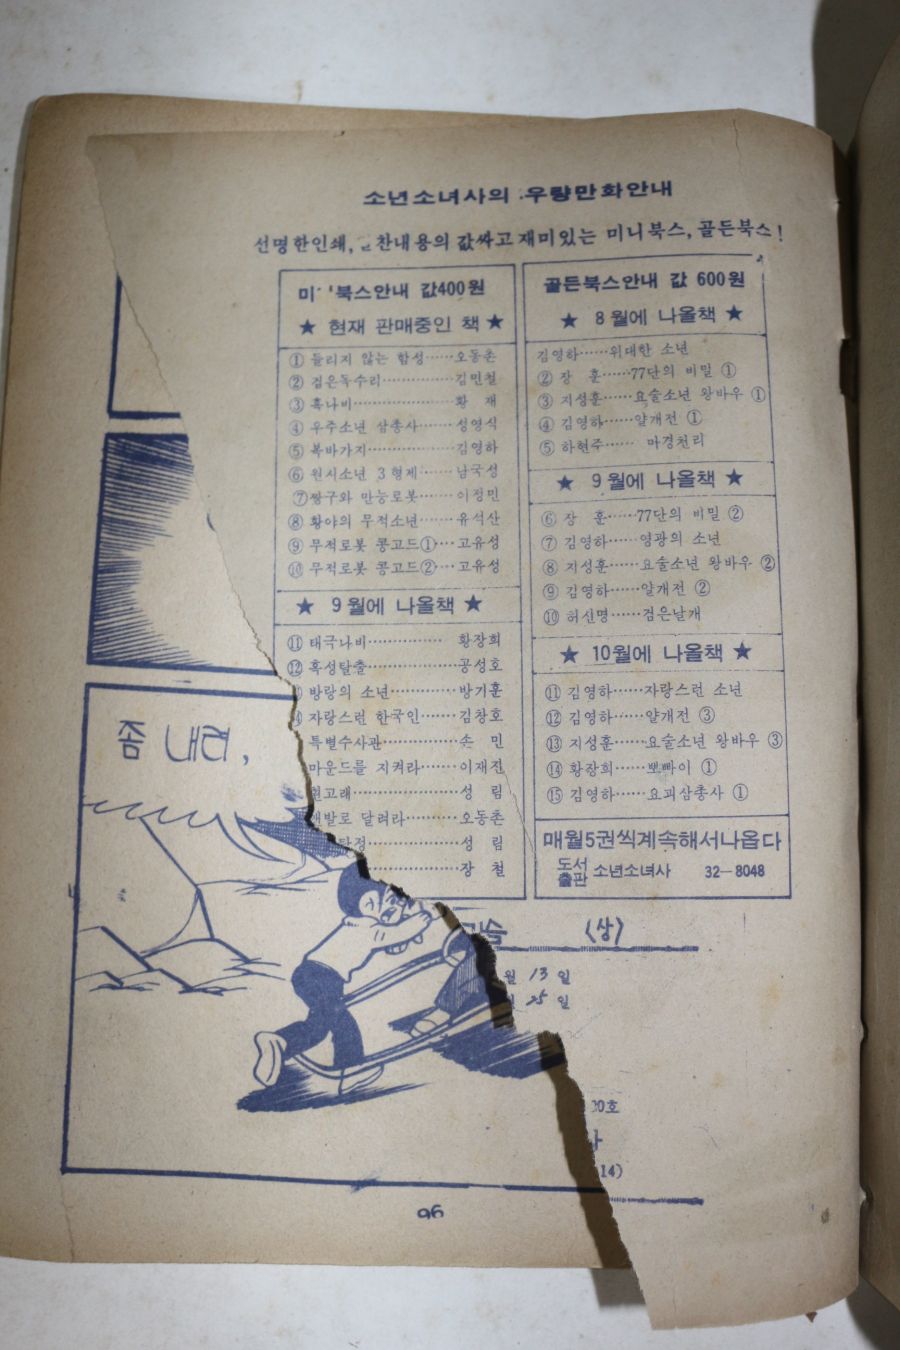 소년소녀사의 우량만화안내
선명한인쇄, 찬내용의 값싸고 재미있는 미니북스, 골든북스!
미 북스안내 값400원
★ 현재 판매중인 책 ★
① 들리지 않는 함성……오동촌
② 검은독수리……김민철
③ 흑나비……황 재
④ 우주소년 삼총사……성영식
⑤ 복바가지……김영하
⑥ 원시소년 3형제……남국성
⑦ 짱구와 만능로봇……이정민
⑧ 황야의 무적소년……유석산
⑨ 무적로봇 콩고드①……고유성
⑩ 무적로봇 콩고드②……고유성
★ 9월에 나올책 ★
⑪ 태극나비……황장희
⑫ 혹성탈출……공성호
방랑의 소년……방기훈
자랑스런 한국인……김창호
특별수사관……손 민
마운드를 지켜라……이재진
현고래……성 림
발로 달려라……오동촌
탐정……성 림
……장 철
골든북스안내 값 600원
★ 8월에 나올책 ★
김영하……위대한 소년
② 장 훈……77단의 비밀 ①
③ 지성훈……요술소년 왕바우 ①
④ 김영하……얄개전 ①
⑤ 하현주…… 마경천리
★ 9월에 나올책 ★
⑥ 장 훈……77단의 비밀 ②
⑦ 김영하……영광의 소년
⑧ 지성훈……요술소년 왕바우 ②
⑨ 김영하……얄개전 ②
⑩ 허신명……검은날개
★ 10월에 나올책 ★
⑪ 김영하……자랑스런 소년
⑫ 김영하……얄개전 ③
⑬ 지성훈……요술소년 왕바우 ③
⑭ 황장희……뽀빠이 ①
⑮ 김영하……요괴삼총사 ①
매월5권씩계속해서나옵다
도서출판 소년소녀사 32-8048
좀 내려,
〈상〉
월 13일
25일
20호
14)
96